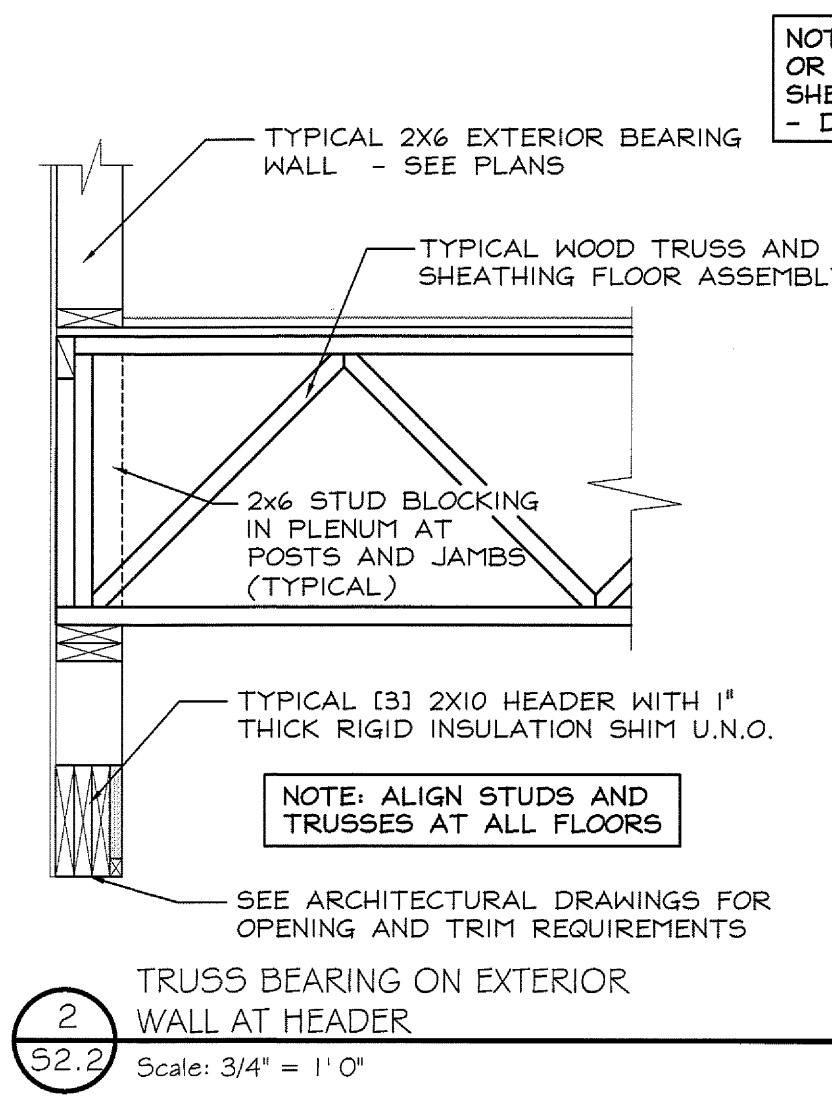 NOT
OR
SHE
- D
TYPICAL 2X6 EXTERIOR BEARING
WALL - SEE PLANS
TYPICAL WOOD TRUSS AND
SHEATHING FLOOR ASSEMBLY
2x6 STUD BLOCKING
IN PLENUM AT
POSTS AND JAMBS
(TYPICAL)
TYPICAL [3] 2X10 HEADER WITH 1"
THICK RIGID INSULATION SHIM U.N.O.
NOTE: ALIGN STUDS AND
TRUSSES AT ALL FLOORS
SEE ARCHITECTURAL DRAWINGS FOR
OPENING AND TRIM REQUIREMENTS
TRUSS BEARING ON EXTERIOR
WALL AT HEADER
2
S2.2
Scale: 3/4" = 1' 0"